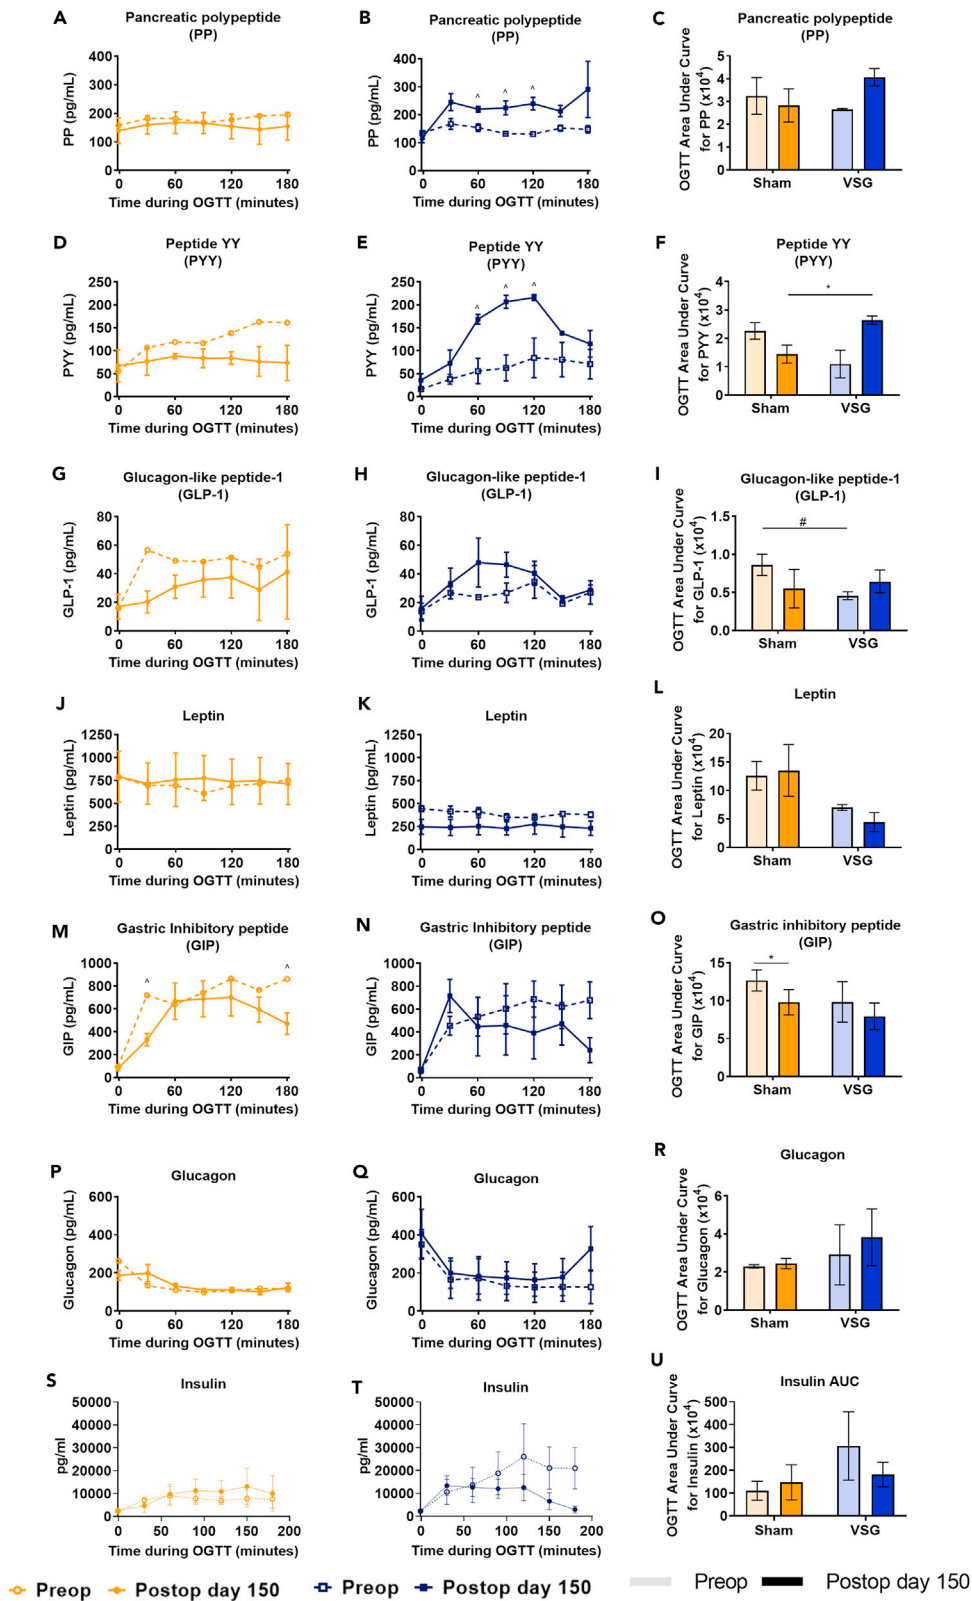 A
Pancreatic polypeptide
(PP)
PP (pg/mL)
400
300
200
100
0
0 60 120 180
Time during OGTT (minutes)
B
Pancreatic polypeptide
(PP)
PP (pg/mL)
400
300
200
100
0
^ ^ ^
0 60 120 180
Time during OGTT (minutes)
C
Pancreatic polypeptide
(PP)
OGTT Area Under Curve
for PP (x10⁴)
5
4
3
2
1
0
Sham VSG
D
Peptide YY
(PYY)
PYY (pg/mL)
250
200
150
100
50
0
0 60 120 180
Time during OGTT (minutes)
E
Peptide YY
(PYY)
PYY (pg/mL)
250
200
150
100
50
0
^ ^ ^
0 60 120 180
Time during OGTT (minutes)
F
Peptide YY
(PYY)
OGTT Area Under Curve
for PYY (x10⁴)
4
3
2
1
0
*
Sham VSG
G
Glucagon-like peptide-1
(GLP-1)
GLP-1 (pg/mL)
80
60
40
20
0
0 60 120 180
Time during OGTT (minutes)
H
Glucagon-like peptide-1
(GLP-1)
GLP-1 (pg/mL)
80
60
40
20
0
0 60 120 180
Time during OGTT (minutes)
I
Glucagon-like peptide-1
(GLP-1)
OGTT Area Under Curve
for GLP-1 (x10⁴)
1.5
1.0
0.5
0.0
#
Sham VSG
J
Leptin
Leptin (pg/mL)
1250
1000
750
500
250
0
0 60 120 180
Time during OGTT (minutes)
K
Leptin
Leptin (pg/mL)
1250
1000
750
500
250
0
0 60 120 180
Time during OGTT (minutes)
L
Leptin
OGTT Area Under Curve
for Leptin (x10⁴)
20
15
10
5
0
Sham VSG
M
Gastric Inhibitory peptide
(GIP)
GIP (pg/mL)
1000
800
600
400
200
0
^ ^
0 60 120 180
Time during OGTT (minutes)
N
Gastric Inhibitory peptide
(GIP)
GIP (pg/mL)
1000
800
600
400
200
0
0 60 120 180
Time during OGTT (minutes)
O
Gastric inhibitory peptide
(GIP)
OGTT Area Under Curve
for GIP (x10⁴)
15
10
5
0
*
Sham VSG
P
Glucagon
Glucagon (pg/mL)
600
400
200
0
0 60 120 180
Time during OGTT (minutes)
Q
Glucagon
Glucagon (pg/mL)
600
400
200
0
0 60 120 180
Time during OGTT (minutes)
R
Glucagon
OGTT Area Under Curve
for Glucagon (x10⁴)
6
4
2
0
Sham VSG
S
Insulin
pg/ml
50000
40000
30000
20000
10000
0
0 50 100 150 200
Time during OGTT (minutes)
T
Insulin
pg/ml
50000
40000
30000
20000
10000
0
0 50 100 150 200
Time during OGTT (minutes)
U
Insulin AUC
OGTT Area Under Curve
for Insulin (x10⁴)
500
400
300
200
100
0
Sham VSG
Preop Postop day 150 Preop Postop day 150 Preop Postop day 150